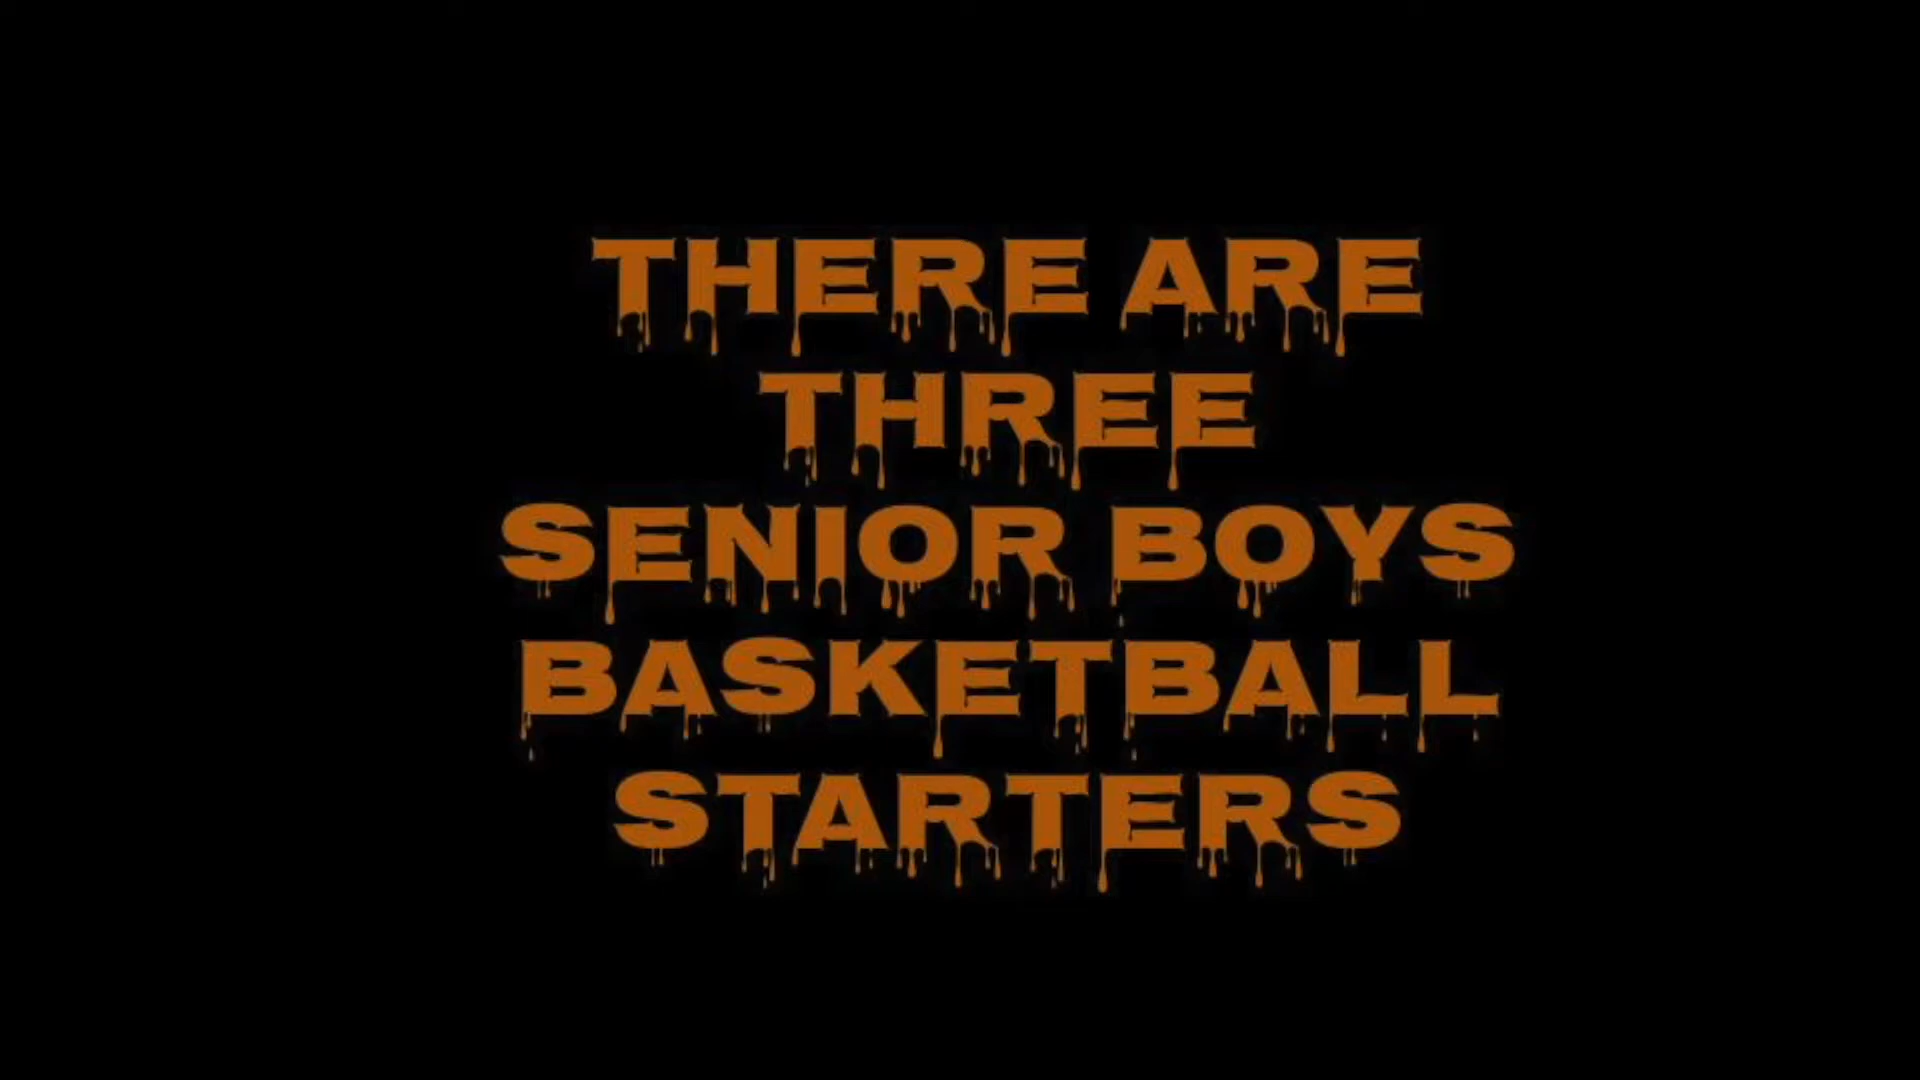 THERE ARE
THREE
SENIOR BOYS
BASKETBALL
STARTERS